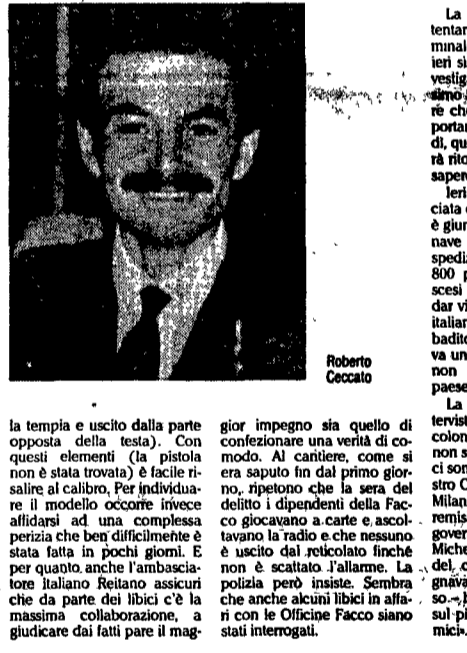 Roberto
Ceccato
la tempia e uscito dalla parte
opposta della testa). Con
questi elementi (la pistola
non è stata trovata) è facile ri-
salire al calibro. Per individua-
re il modello occorre invece
affidarsi ad una complessa
perizia che ben difficilmente è
stata fatta in pochi giorni. E
per quanto anche l'ambascia-
tore italiano Reitano assicuri
che da parte dei libici c'è la
massima collaborazione, a
giudicare dai fatti pare il mag-
gior impegno sia quello di
confezionare una verità di co-
modo. Al cantiere, come si
era saputo fin dal primo gior-
no, ripetono che la sera del
delitto i dipendenti della Fac-
co giocavano a carte e ascol-
tavano la radio e che nessuno
è uscito dal reticolato finché
non è scattato l'allarme. La
polizia però insiste. Sembra
che anche alcuni libici in affa-
ri con le Officine Facco siano
stati interrogati.
La
tentar
minal
ieri si
vestig
simo
re che
portar
dì, qu
rà rito
sapere
Ieri
ciata
è giun
nave
spediz
800 p
scesi
dar vi
italiar
badito
va un
non
paese
La
tervist
colon
non s
ci son
stro C
Milan
remis
gover
Miche
del c
gnava
so
sul pi
mici».